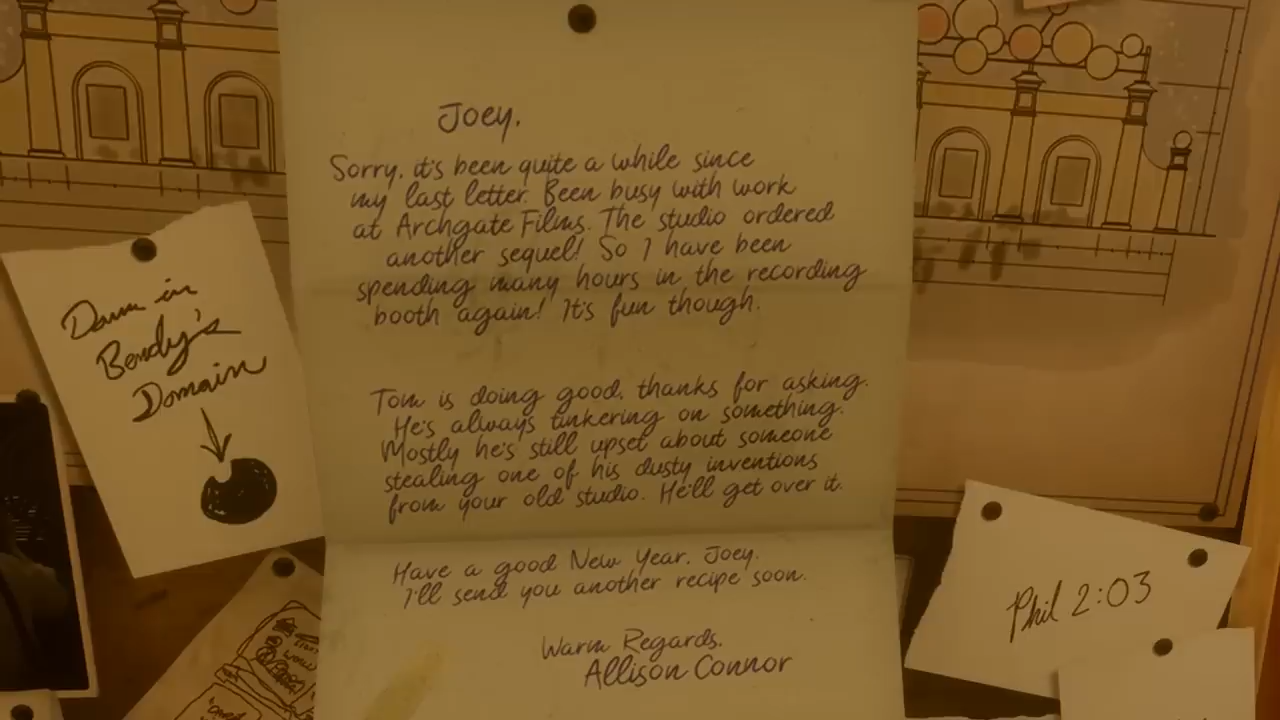 Joey,
Sorry, it's been quite a while since
my last letter. Been busy with work
at Archgate Films. The studio ordered
another sequel! So I have been
spending many hours in the recording
booth again! It's fun though.
Tom is doing good, thanks for asking.
He's always tinkering on something.
Mostly he's still upset about someone
stealing one of his dusty inventions
from your old studio. He'll get over it.
Have a good New Year, Joey.
I'll send you another recipe soon.
Warm Regards,
Allison Connor
Down in
Bendy's
Domain
Phil 2:03